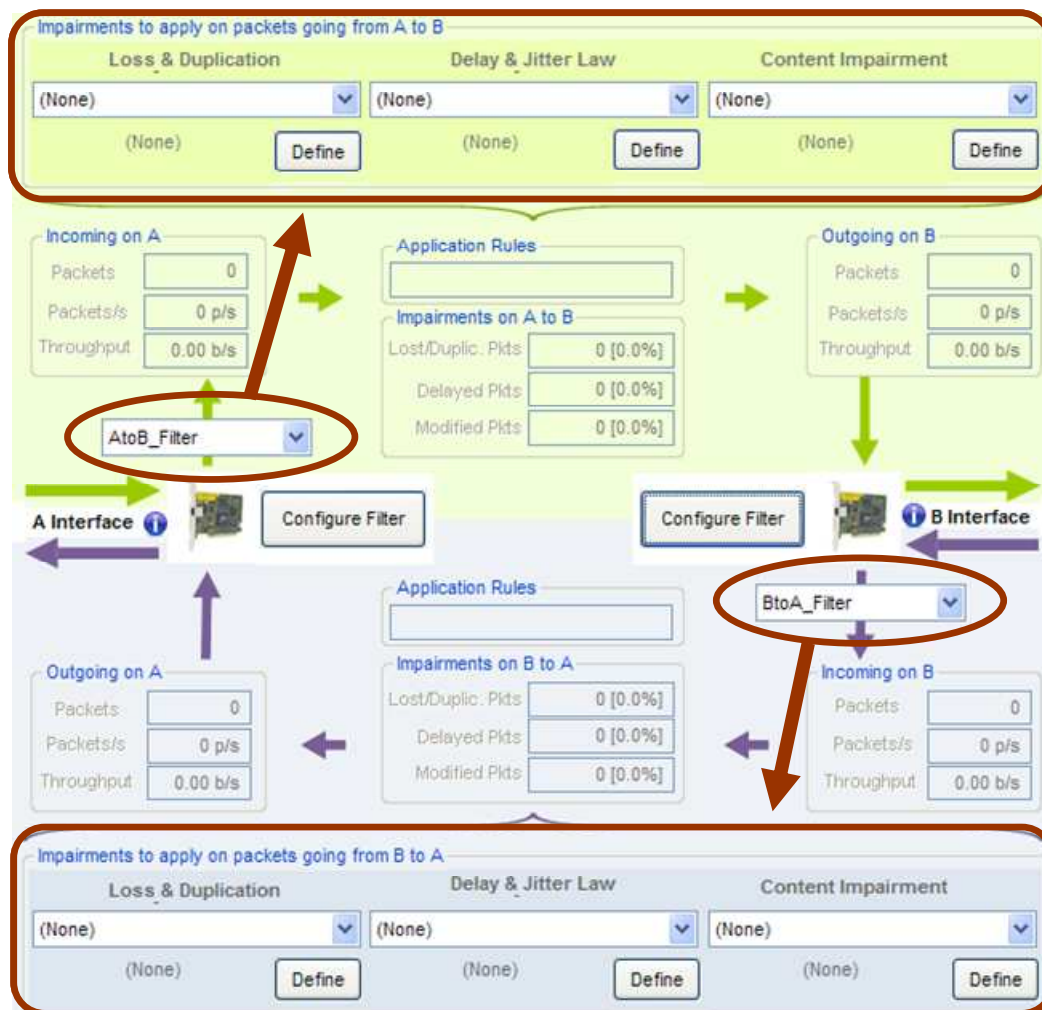 Impairments to apply on packets going from A to B
Loss & Duplication Delay & Jitter Law Content Impairment
(None) (None) (None)
(None) Define (None) Define (None) Define
Incoming on A
Packets 0
Packets/s 0 p/s
Throughput 0.00 b/s
Application Rules
Impairments on A to B
Lost/Duplic. Pkts 0 [0.0%]
Delayed Pkts 0 [0.0%]
Modified Pkts 0 [0.0%]
Outgoing on B
Packets 0
Packets/s 0 p/s
Throughput 0.00 b/s
AtoB_Filter
A Interface Configure Filter Configure Filter B Interface
BtoA_Filter
Outgoing on A
Packets 0
Packets/s 0 p/s
Throughput 0.00 b/s
Application Rules
Impairments on B to A
Lost/Duplic. Pkts 0 [0.0%]
Delayed Pkts 0 [0.0%]
Modified Pkts 0 [0.0%]
Incoming on B
Packets 0
Packets/s 0 p/s
Throughput 0.00 b/s
Impairments to apply on packets going from B to A
Loss & Duplication Delay & Jitter Law Content Impairment
(None) (None) (None)
(None) Define (None) Define (None) Define